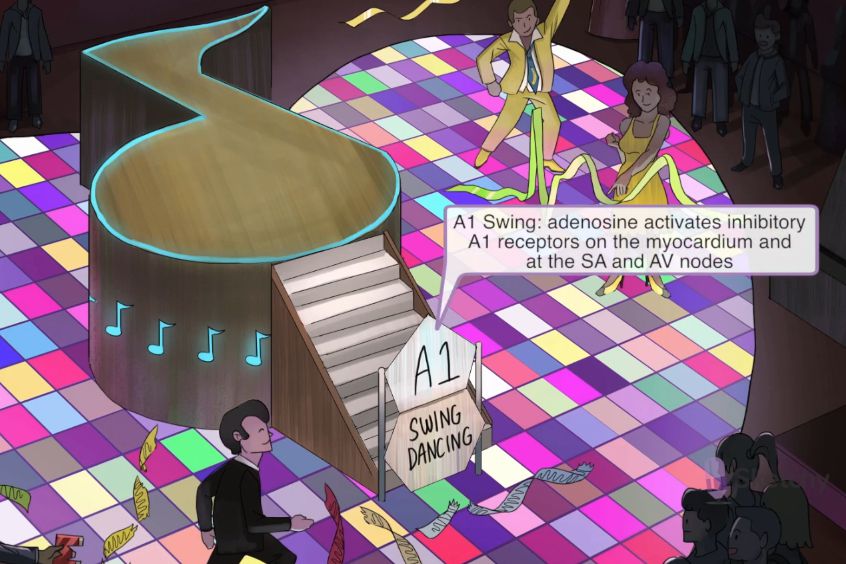 A1 Swing: adenosine activates inhibitory
A1 receptors on the myocardium and
at the SA and AV nodes
A1
SWING
DANCING